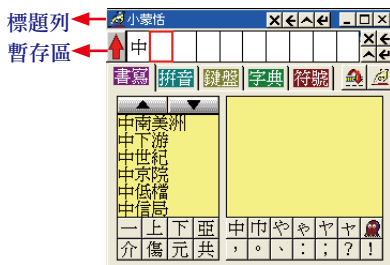 標題列 小蒙恬
暫存區 中
書寫 拼音 鍵盤 字典 符號
中南美洲
中下游
中世紀
中京院
中低檔
中信局
一 上 下 亞 中 巾 や ゃ ヤ ャ
介 傷 元 共 , 。 、 : ; ? !